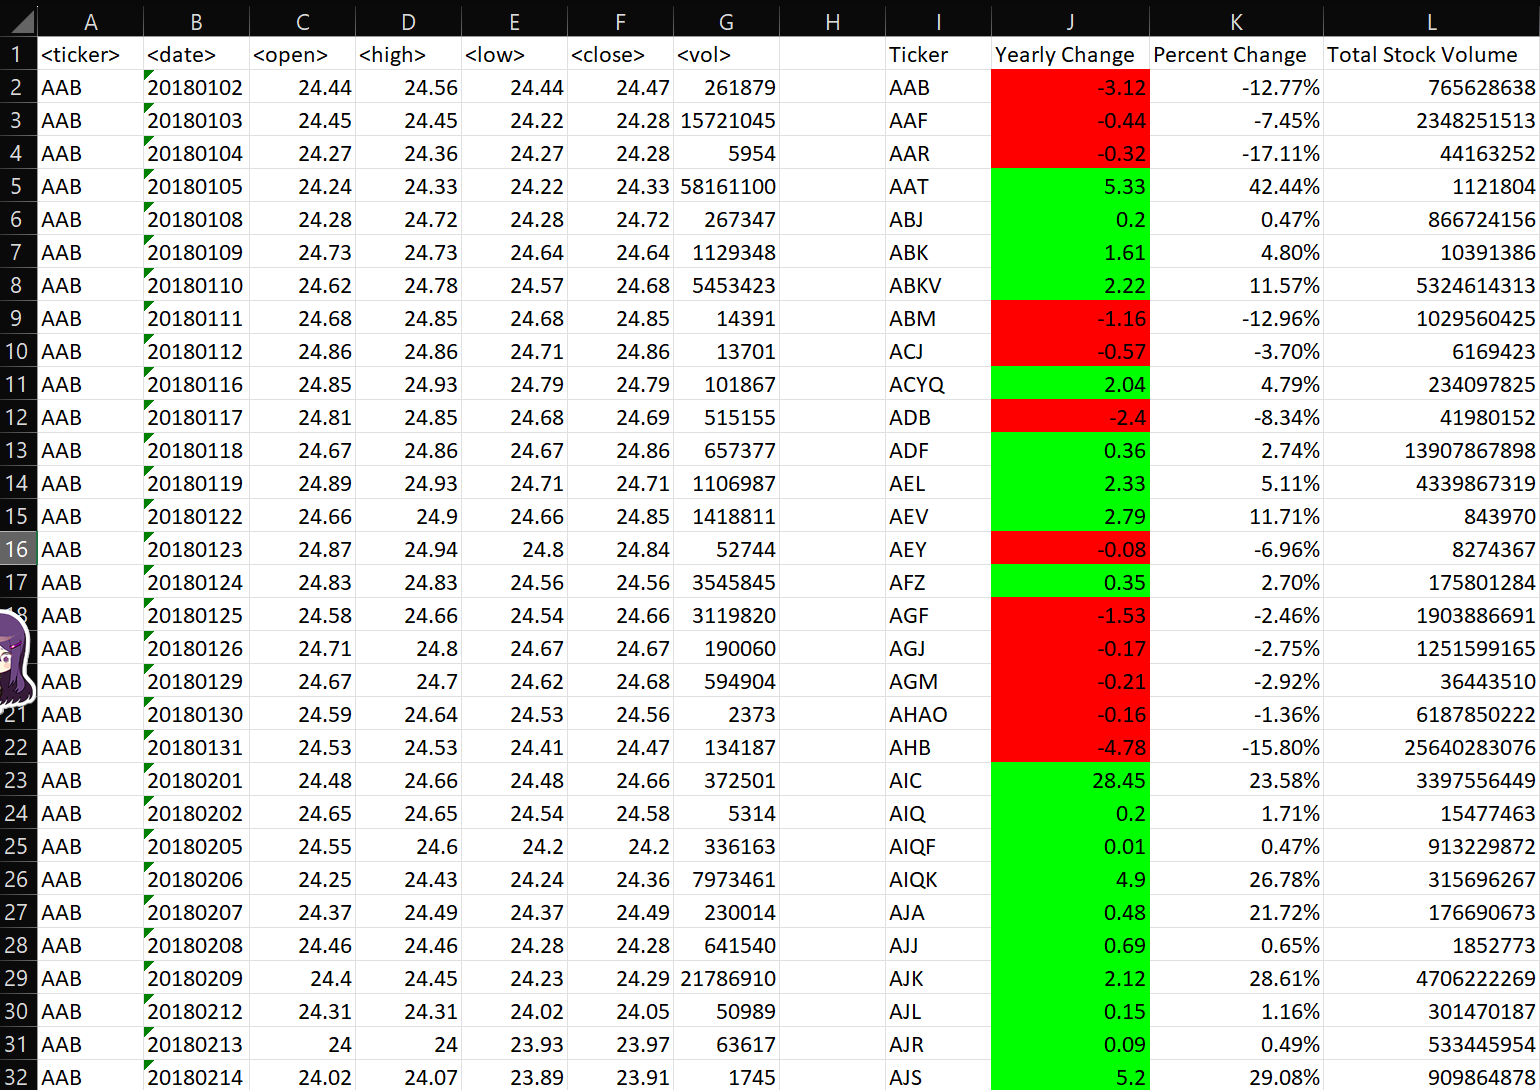 A B C D E F G H I J K L
1 <ticker> <date> <open> <high> <low> <close> <vol> Ticker Yearly Change Percent Change Total Stock Volume
2 AAB 20180102 24.44 24.56 24.44 24.47 261879 AAB -3.12 -12.77% 765628638
3 AAB 20180103 24.45 24.45 24.22 24.28 15721045 AAF -0.44 -7.45% 2348251513
4 AAB 20180104 24.27 24.36 24.27 24.28 5954 AAR -0.32 -17.11% 44163252
5 AAB 20180105 24.24 24.33 24.22 24.33 58161100 AAT 5.33 42.44% 1121804
6 AAB 20180108 24.28 24.72 24.28 24.72 267347 ABJ 0.2 0.47% 866724156
7 AAB 20180109 24.73 24.73 24.64 24.64 1129348 ABK 1.61 4.80% 10391386
8 AAB 20180110 24.62 24.78 24.57 24.68 5453423 ABKV 2.22 11.57% 5324614313
9 AAB 20180111 24.68 24.85 24.68 24.85 14391 ABM -1.16 -12.96% 1029560425
10 AAB 20180112 24.86 24.86 24.71 24.86 13701 ACJ -0.57 -3.70% 6169423
11 AAB 20180116 24.85 24.93 24.79 24.79 101867 ACYQ 2.04 4.79% 234097825
12 AAB 20180117 24.81 24.85 24.68 24.69 515155 ADB -2.4 -8.34% 41980152
13 AAB 20180118 24.67 24.86 24.67 24.86 657377 ADF 0.36 2.74% 13907867898
14 AAB 20180119 24.89 24.93 24.71 24.71 1106987 AEL 2.33 5.11% 4339867319
15 AAB 20180122 24.66 24.9 24.66 24.85 1418811 AEV 2.79 11.71% 843970
16 AAB 20180123 24.87 24.94 24.8 24.84 52744 AEY -0.08 -6.96% 8274367
17 AAB 20180124 24.83 24.83 24.56 24.56 3545845 AFZ 0.35 2.70% 175801284
18 AAB 20180125 24.58 24.66 24.54 24.66 3119820 AGF -1.53 -2.46% 1903886691
AAB 20180126 24.71 24.8 24.67 24.67 190060 AGJ -0.17 -2.75% 1251599165
AAB 20180129 24.67 24.7 24.62 24.68 594904 AGM -0.21 -2.92% 36443510
21 AAB 20180130 24.59 24.64 24.53 24.56 2373 AHAO -0.16 -1.36% 6187850222
22 AAB 20180131 24.53 24.53 24.41 24.47 134187 AHB -4.78 -15.80% 25640283076
23 AAB 20180201 24.48 24.66 24.48 24.66 372501 AIC 28.45 23.58% 3397556449
24 AAB 20180202 24.65 24.65 24.54 24.58 5314 AIQ 0.2 1.71% 15477463
25 AAB 20180205 24.55 24.6 24.2 24.2 336163 AIQF 0.01 0.47% 913229872
26 AAB 20180206 24.25 24.43 24.24 24.36 7973461 AIQK 4.9 26.78% 315696267
27 AAB 20180207 24.37 24.49 24.37 24.49 230014 AJA 0.48 21.72% 176690673
28 AAB 20180208 24.46 24.46 24.28 24.28 641540 AJJ 0.69 0.65% 1852773
29 AAB 20180209 24.4 24.45 24.23 24.29 21786910 AJK 2.12 28.61% 4706222269
30 AAB 20180212 24.31 24.31 24.02 24.05 50989 AJL 0.15 1.16% 301470187
31 AAB 20180213 24 24 23.93 23.97 63617 AJR 0.09 0.49% 533445954
32 AAB 20180214 24.02 24.07 23.89 23.91 1745 AJS 5.2 29.08% 909864878